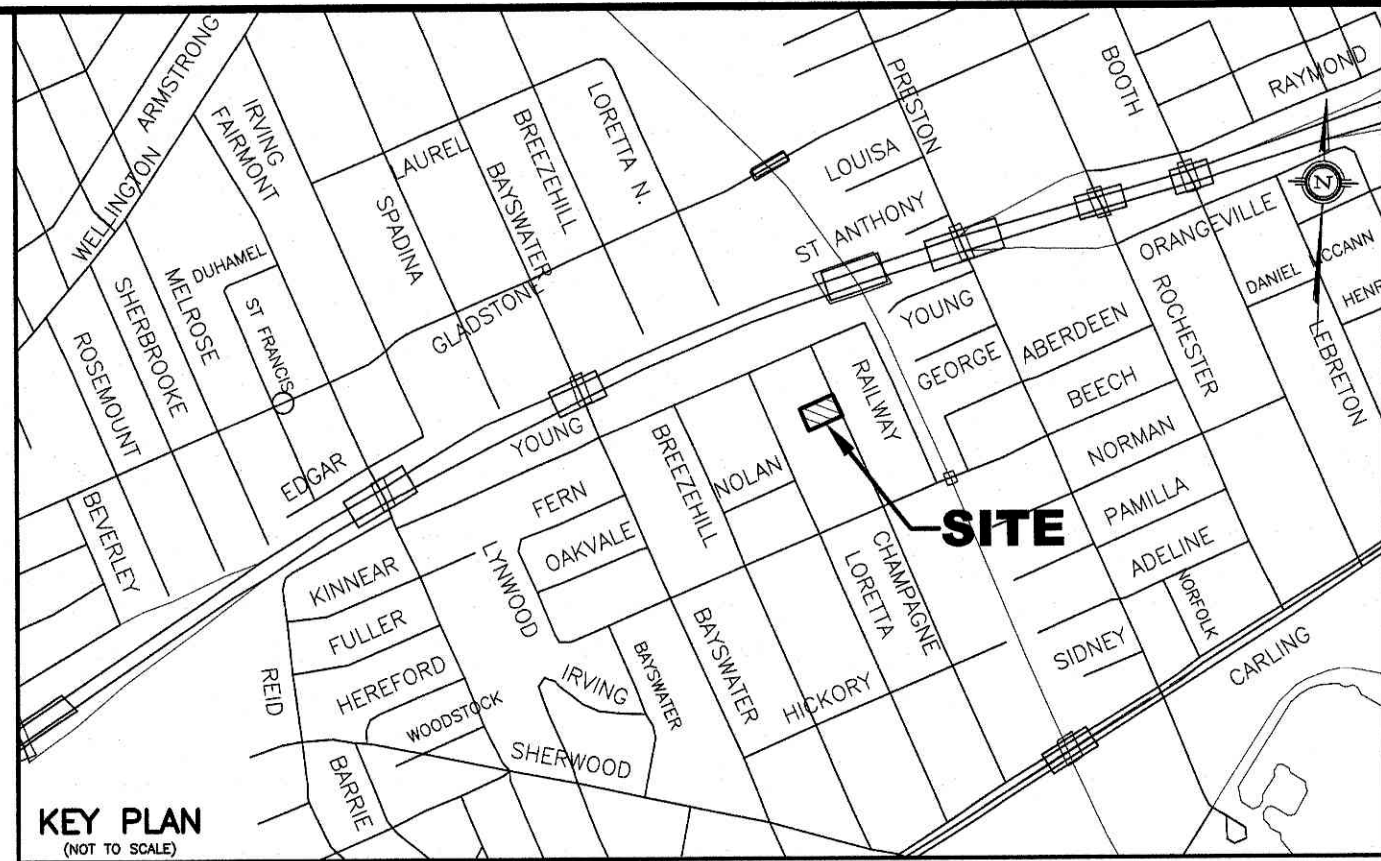 ARMSTRONG
WELLINGTON
IRVING
FAIRMONT
LAUREL
SPADINA
BAYSWATER
BREEZEHILL
LORETTA N.
PRESTON
BOOTH
RAYMOND
LOUISA
ST ANTHONY
N
ORANGEVILLE
DANIEL MCCANN
LEBRETON
ROCHESTER
DUHAMEL
ST FRANCIS
MELROSE
SHERBROOKE
ROSEMOUNT
BEVERLEY
GLADSTONE
EDGAR
YOUNG
YOUNG
GEORGE
ABERDEEN
BEECH
NORMAN
PAMILLA
ADELINE
NORFOLK
SIDNEY
CARLING
RAILWAY
NOLAN
BREEZEHILL
FERN
OAKVALE
LYNWOOD
KINNEAR
FULLER
HEREFORD
WOODSTOCK
REID
BARRIE
SHERWOOD
IRVING
BAYSWATER
BAYSWATER
HICKORY
LORETTA
CHAMPAGNE
SITE
KEY PLAN
(NOT TO SCALE)